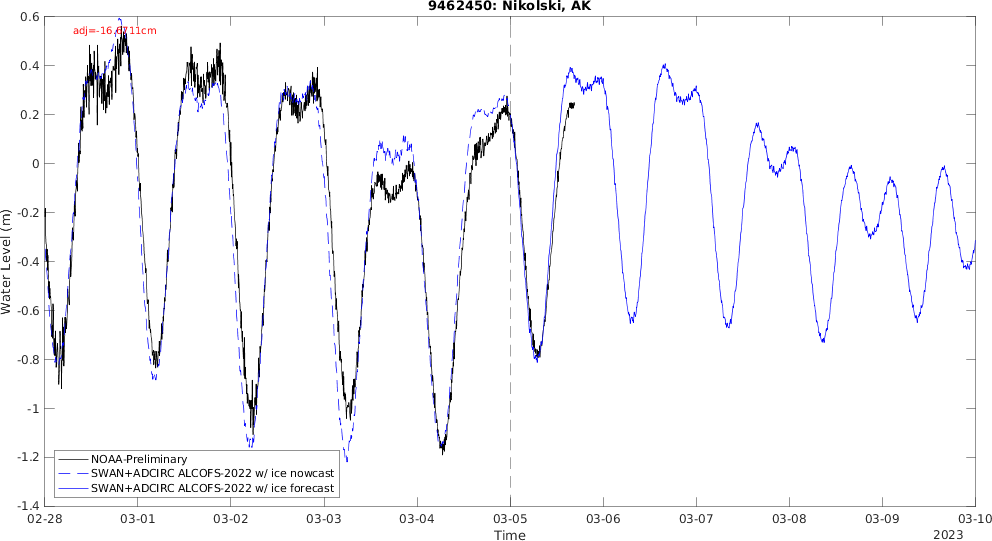 9462450: Nikolski, AK
0.6
adj=-16.6711cm
0.4
0.2
0
-0.2
-0.4
-0.6
-0.8
-1
-1.2
-1.4
Water Level (m)
NOAA-Preliminary
SWAN+ADCIRC ALCOFS-2022 w/ ice nowcast
SWAN+ADCIRC ALCOFS-2022 w/ ice forecast
02-28 03-01 03-02 03-03 03-04 03-05 03-06 03-07 03-08 03-09 03-10
Time
2023